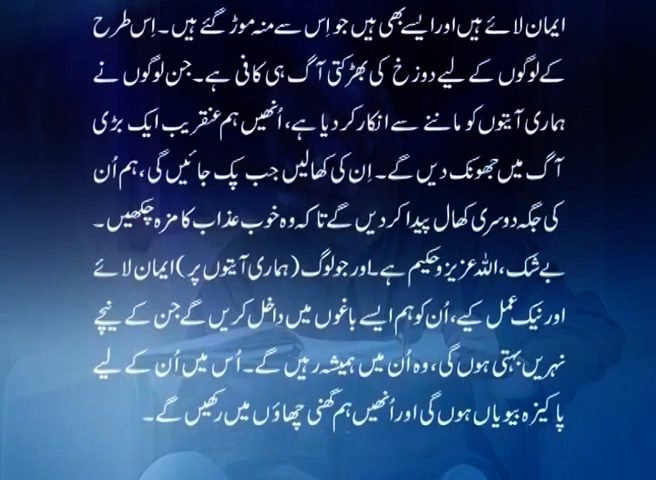 ایمان لائے ہیں اور ایسے بھی ہیں جو اِس سے منہ موڑ گئے ہیں۔ اِس طرح
کے لوگوں کے لیے دوزخ کی بھڑکتی آگ ہی کافی ہے۔ جن لوگوں نے
ہماری آیتوں کو ماننے سے انکار کر دیا ہے، اُنھیں ہم عنقریب ایک بڑی
آگ میں جھونک دیں گے۔ اِن کی کھالیں جب پک جائیں گی، ہم اُن
کی جگہ دوسری کھال پیدا کر دیں گے تاکہ وہ خوب عذاب کا مزہ چکھیں۔
بے شک، اللہ عزیز و حکیم ہے۔ اور جو لوگ (ہماری آیتوں پر) ایمان لائے
اور نیک عمل کیے، اُن کو ہم ایسے باغوں میں داخل کریں گے جن کے نیچے
نہریں بہتی ہوں گی، وہ اُن میں ہمیشہ رہیں گے۔ اُس میں اُن کے لیے
پاکیزہ بیویاں ہوں گی اور اُنھیں ہم گھنی چھاؤں میں رکھیں گے۔